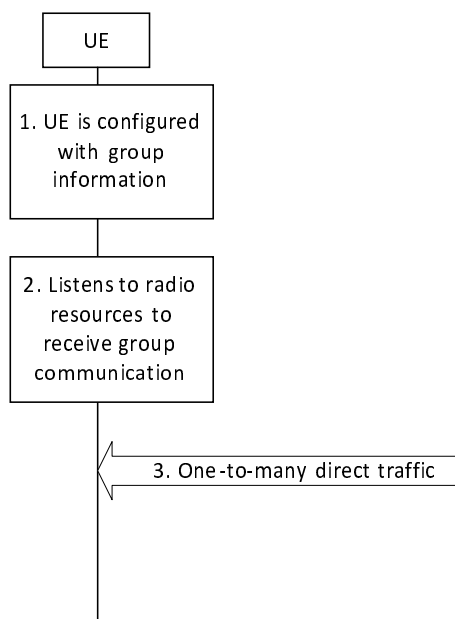 UE
1. UE is configured
with group
information
2. Listens to radio
resources to
receive group
communication
3. One-to-many direct traffic